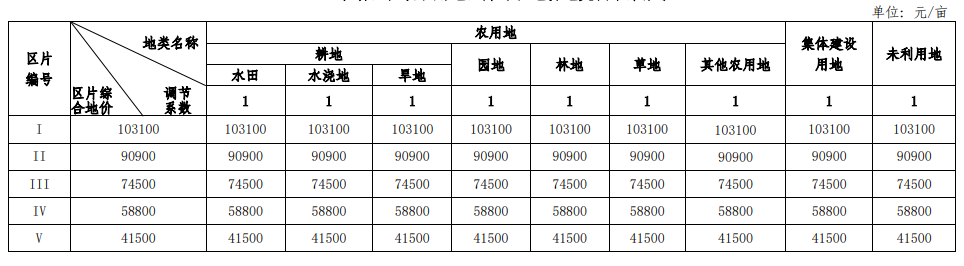 单位：元/亩
区片编号 地类名称 调节系数 区片综合地价 农用地 集体建设用地 未利用地
耕地 园地 林地 草地 其他农用地
水田 水浇地 旱地
1 1 1 1 1 1 1 1 1
I 103100 103100 103100 103100 103100 103100 103100 103100 103100 103100
II 90900 90900 90900 90900 90900 90900 90900 90900 90900 90900
III 74500 74500 74500 74500 74500 74500 74500 74500 74500 74500
IV 58800 58800 58800 58800 58800 58800 58800 58800 58800 58800
V 41500 41500 41500 41500 41500 41500 41500 41500 41500 41500